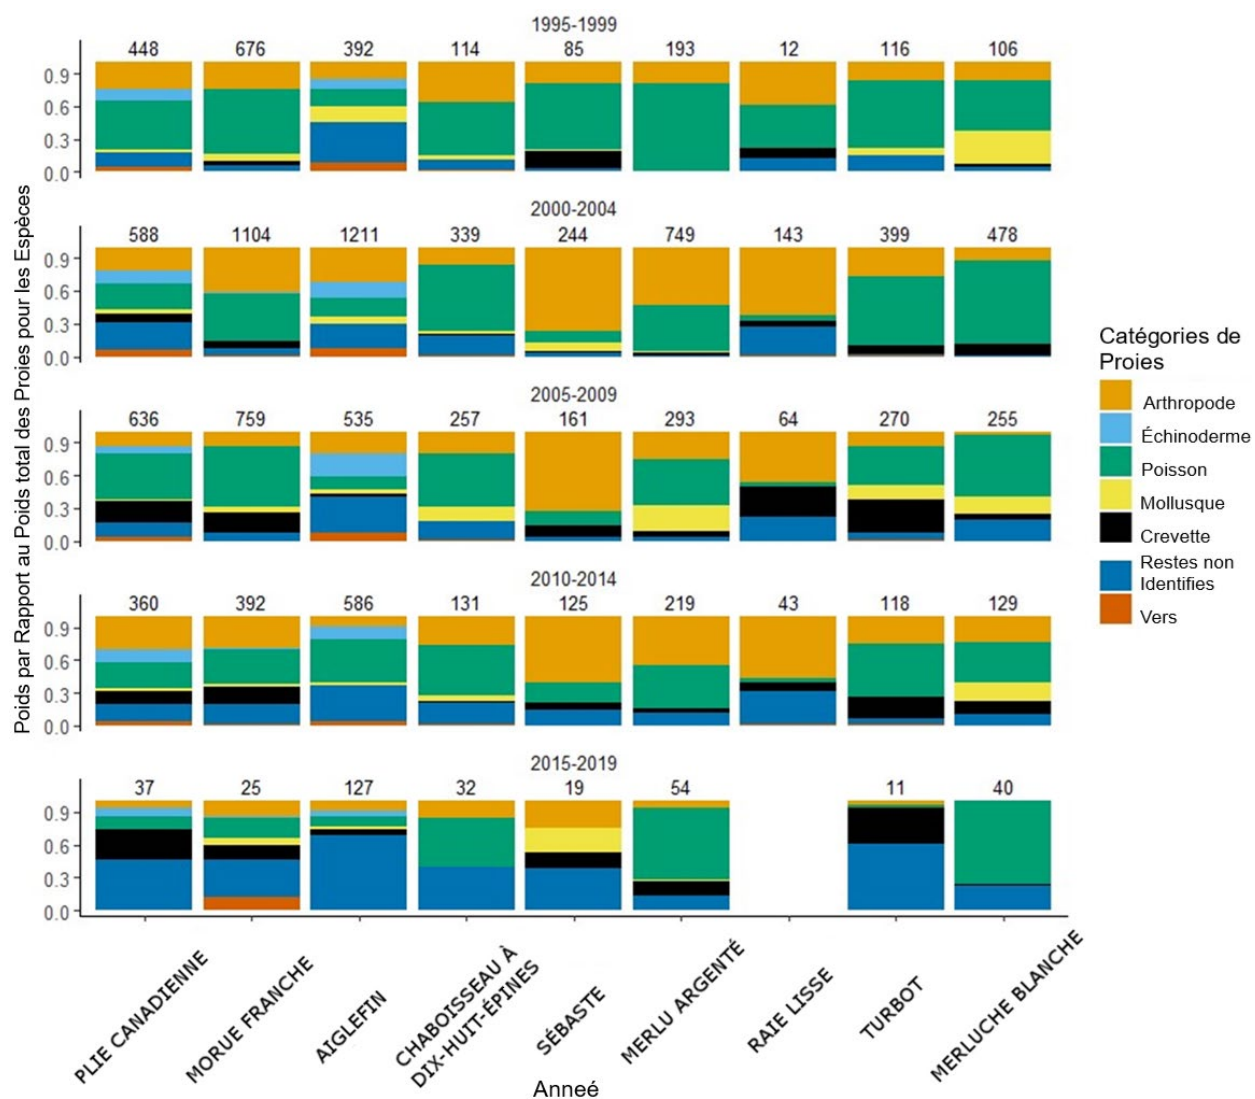 1995-1999
448 676 392 114 85 193 12 116 106
0.9
0.6
0.3
0.0
2000-2004
588 1104 1211 339 244 749 143 399 478
0.9
0.6
0.3
0.0
2005-2009
636 759 535 257 161 293 64 270 255
0.9
0.6
0.3
0.0
2010-2014
360 392 586 131 125 219 43 118 129
0.9
0.6
0.3
0.0
2015-2019
37 25 127 32 19 54 11 40
0.9
0.6
0.3
0.0
Poids par Rapport au Poids total des Proies pour les Espèces
PLIE CANADIENNE
MORUE FRANCHE
AIGLEFIN
CHABOISSEAU À
DIX-HUIT-ÉPINES
SÉBASTE
MERLU ARGENTÉ
RAIE LISSE
TURBOT
MERLUCHE BLANCHE
Anneé
Catégories de
Proies
Arthropode
Échinoderme
Poisson
Mollusque
Crevette
Restes non
Identifies
Vers